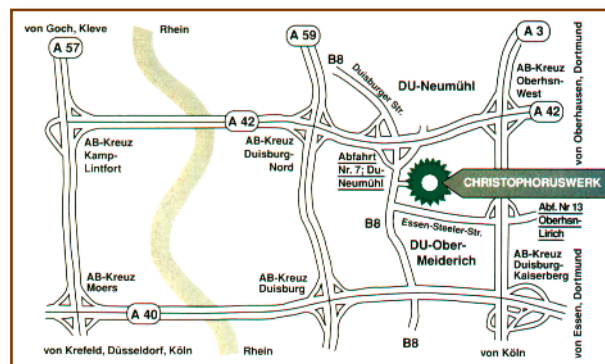 von Goch, Kleve
Rhein
A 57
A 59
A 3
B8
Duisburger Str.
DU-Neumühl
AB-Kreuz
Oberhsn-
West
von Oberhausen, Dortmund
A 42
A 42
AB-Kreuz
Kamp-
Lintfort
AB-Kreuz
Duisburg-
Nord
Abfahrt
Nr. 7; Du-
Neumühl
CHRISTOPHORUSWERK
B8
Essen-Steeler-Str.
Abf. Nr 13
Oberhsn-
Lirich
DU-Ober-
Meiderich
AB-Kreuz
Moers
AB-Kreuz
Duisburg
AB-Kreuz
Duisburg-
Kaiserberg
von Essen, Dortmund
A 40
von Krefeld, Düsseldorf, Köln
Rhein
B8
von Köln